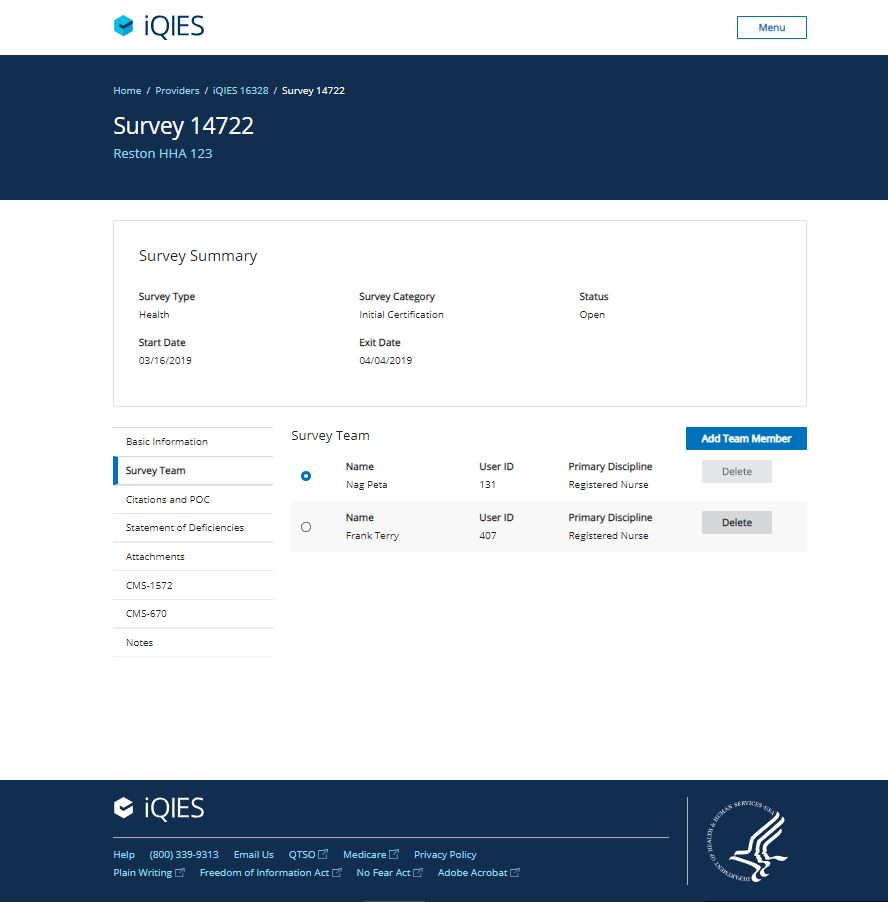 iQIES
Menu
Home / Providers / iQIES 16328 / Survey 14722
Survey 14722
Reston HHA 123
Survey Summary
Survey Type Survey Category Status
Health Initial Certification Open
Start Date Exit Date
03/16/2019 04/04/2019
Basic Information
Survey Team
Citations and POC
Statement of Deficiencies
Attachments
CMS-1572
CMS-670
Notes
Survey Team
Add Team Member
Name User ID Primary Discipline
Nag Peta 131 Registered Nurse
Delete
Name User ID Primary Discipline
Frank Terry 407 Registered Nurse
Delete
iQIES
Help (800) 339-9313 Email Us QTSO Medicare Privacy Policy
Plain Writing Freedom of Information Act No Fear Act Adobe Acrobat
DEPARTMENT OF HEALTH & HUMAN SERVICES·USA